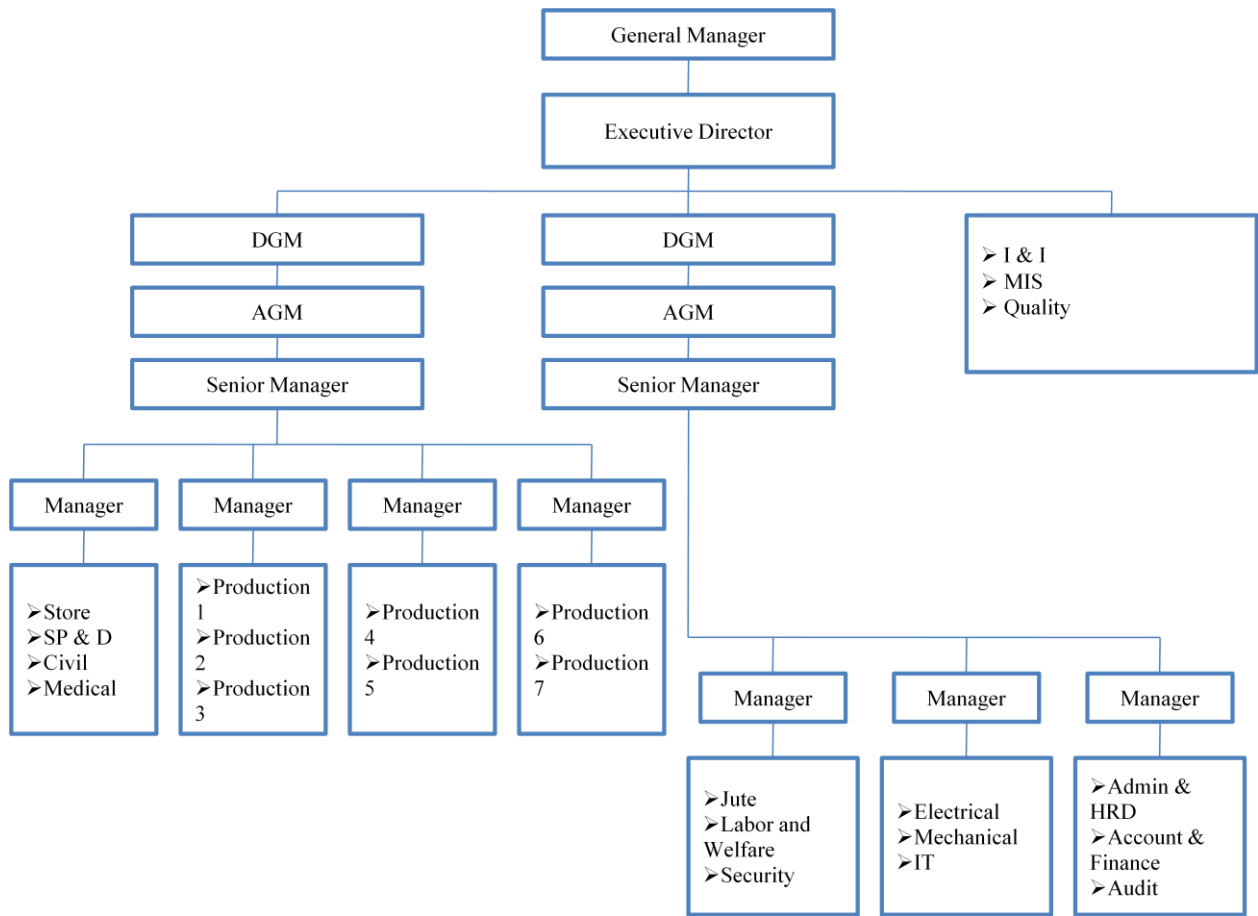 General Manager
Executive Director
DGM
DGM
➢ I & I
➢ MIS
➢ Quality
AGM
AGM
Senior Manager
Senior Manager
Manager
Manager
Manager
Manager
➢Store
➢SP & D
➢Civil
➢Medical
➢Production
1
➢Production
2
➢Production
3
➢Production
4
➢Production
5
➢Production
6
➢Production
7
Manager
Manager
Manager
➢Jute
➢Labor and
Welfare
➢Security
➢Electrical
➢Mechanical
➢IT
➢Admin &
HRD
➢Account &
Finance
➢Audit